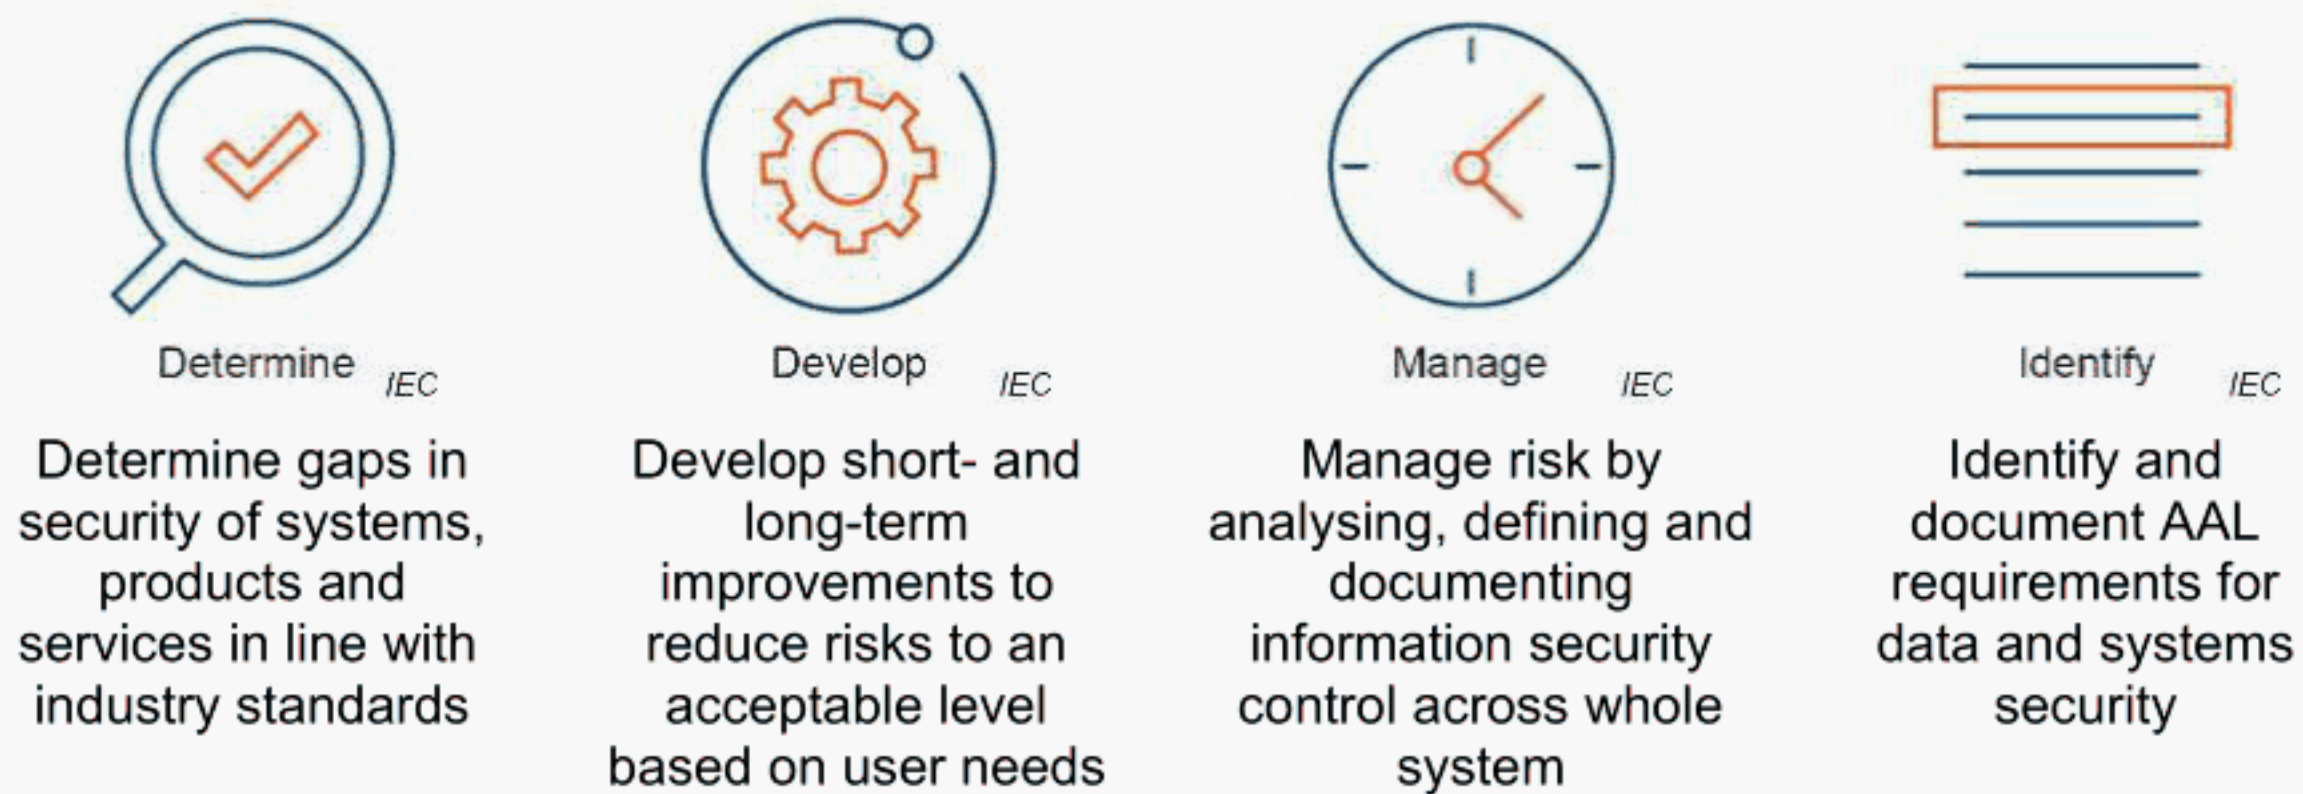 Determine IEC
Determine gaps in
security of systems,
products and
services in line with
industry standards
Develop IEC
Develop short- and
long-term
improvements to
reduce risks to an
acceptable level
based on user needs
Manage IEC
Manage risk by
analysing, defining and
documenting
information security
control across whole
system
Identify IEC
Identify and
document AAL
requirements for
data and systems
security